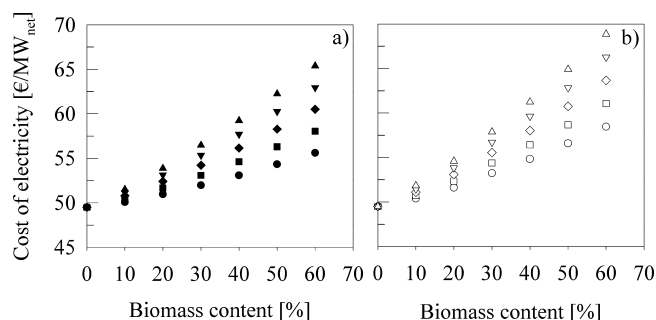 Cost of electricity [€/MWnet]
70
65
60
55
50
45
a)
b)
0 10 20 30 40 50 60 70
0 10 20 30 40 50 60 70
Biomass content [%]
Biomass content [%]